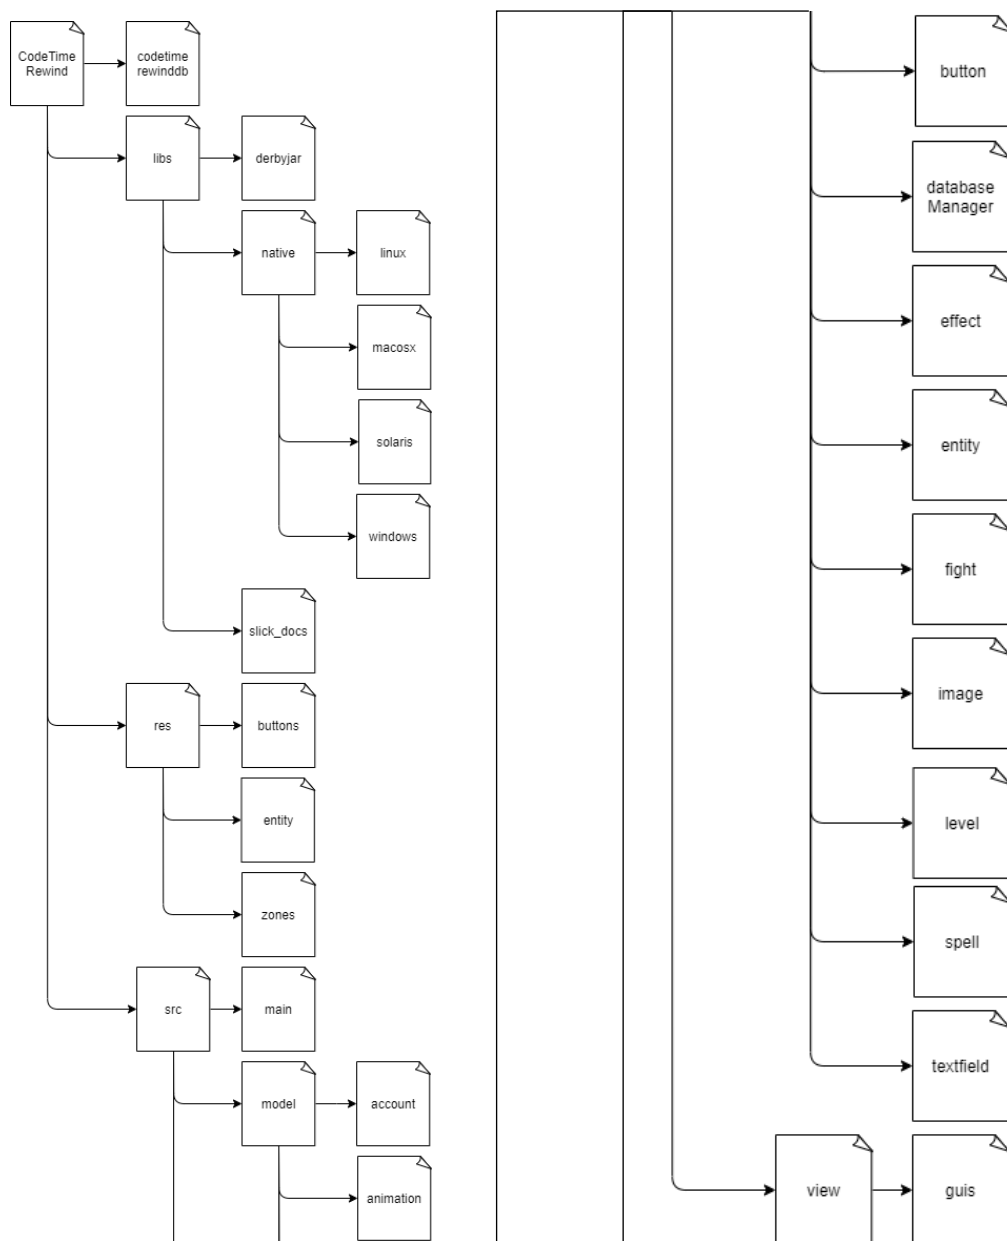 CodeTime
Rewind
codetime
rewinddb
libs
derbyjar
native
linux
macosx
solaris
windows
slick_docs
res
buttons
entity
zones
src
main
model
account
animation
button
database
Manager
effect
entity
fight
image
level
spell
textfield
view
guis